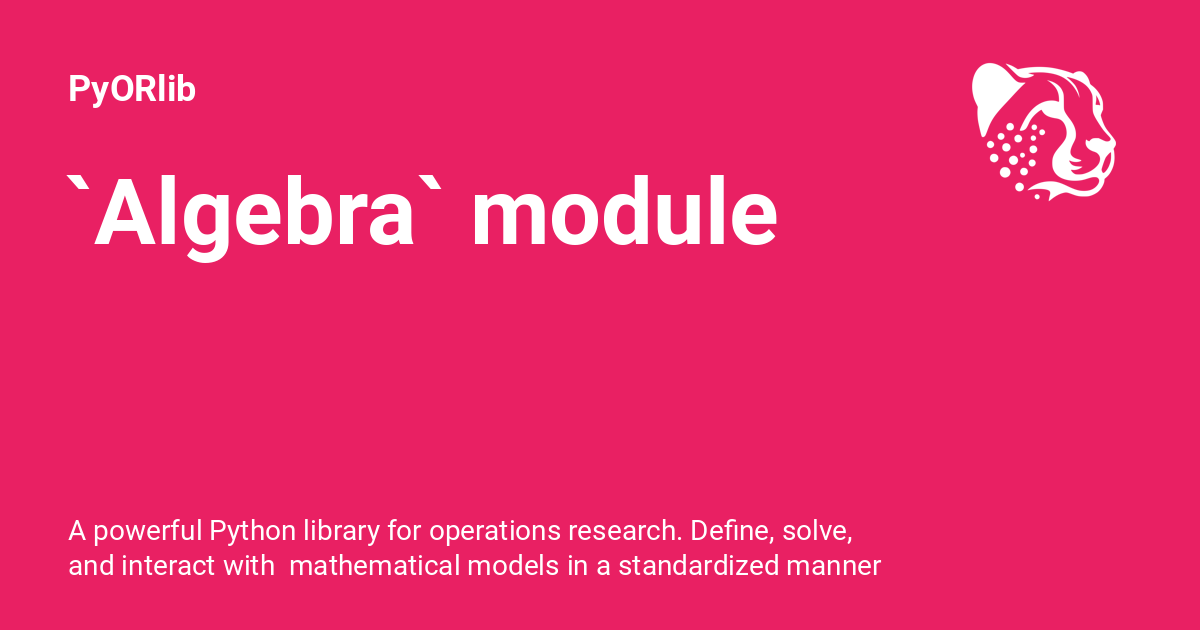 PyORlib
`Algebra` module
A powerful Python library for operations research. Define, solve,
and interact with  mathematical models in a standardized manner